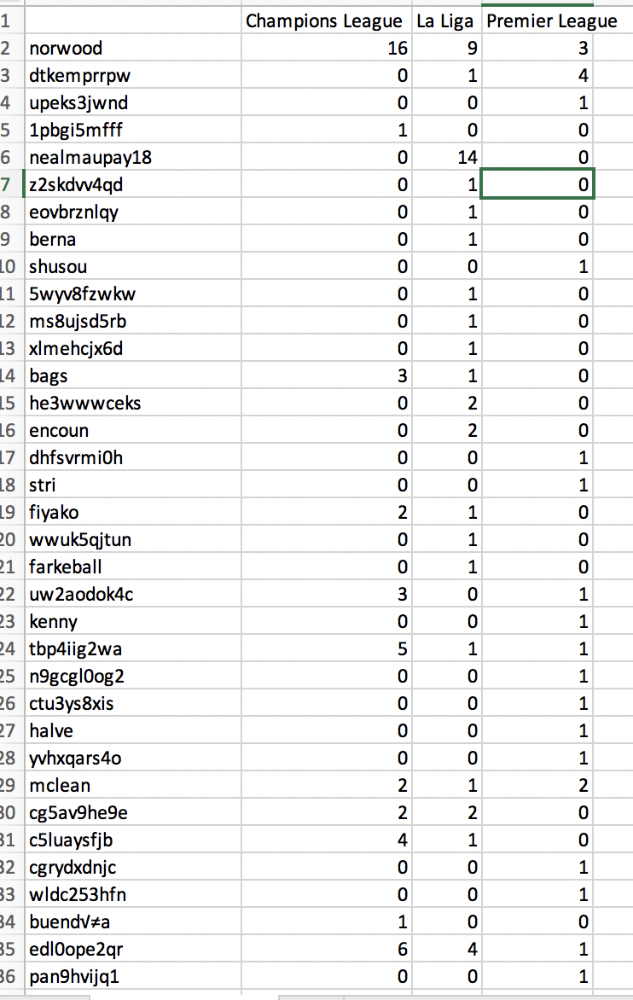 1 Champions League La Liga Premier League
2 norwood 16 9 3
3 dtkemprrpw 0 1 4
4 upeks3jwnd 0 0 1
5 1pbgi5mfff 1 0 0
6 nealmaupay18 0 14 0
7 z2skdvv4qd 0 1 0
8 eovbrznlqy 0 1 0
9 berna 0 1 0
10 shusou 0 0 1
11 5wyv8fzwkw 0 1 0
12 ms8ujsd5rb 0 1 0
13 xlmehcjx6d 0 1 0
14 bags 3 1 0
15 he3wwwceks 0 2 0
16 encoun 0 2 0
17 dhfsvrmi0h 0 0 1
18 stri 0 0 1
19 fiyako 2 1 0
20 wwuk5qjtun 0 1 0
21 farkeball 0 1 0
22 uw2aodok4c 3 0 1
23 kenny 0 0 1
24 tbp4iig2wa 5 1 1
25 n9gcgl0og2 0 0 1
26 ctu3ys8xis 0 0 1
27 halve 0 0 1
28 yvhxqars4o 0 0 1
29 mclean 2 1 2
30 cg5av9he9e 2 2 0
31 c5luaysfjb 4 1 0
32 cgrydxdnjc 0 0 1
33 wldc253hfn 0 0 1
34 buend√≠a 1 0 0
35 edl0ope2qr 6 4 1
36 pan9hvijq1 0 0 1